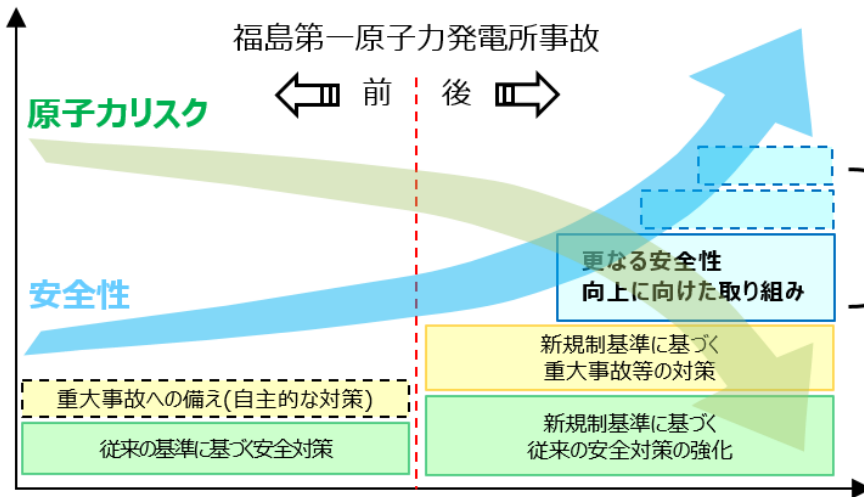 福島第一原子力発電所事故
前 後
原子力リスク
安全性
更なる安全性
向上に向けた取り組み
新規制基準に基づく
重大事故等の対策
重大事故への備え(自主的な対策)
従来の基準に基づく安全対策
新規制基準に基づく
従来の安全対策の強化